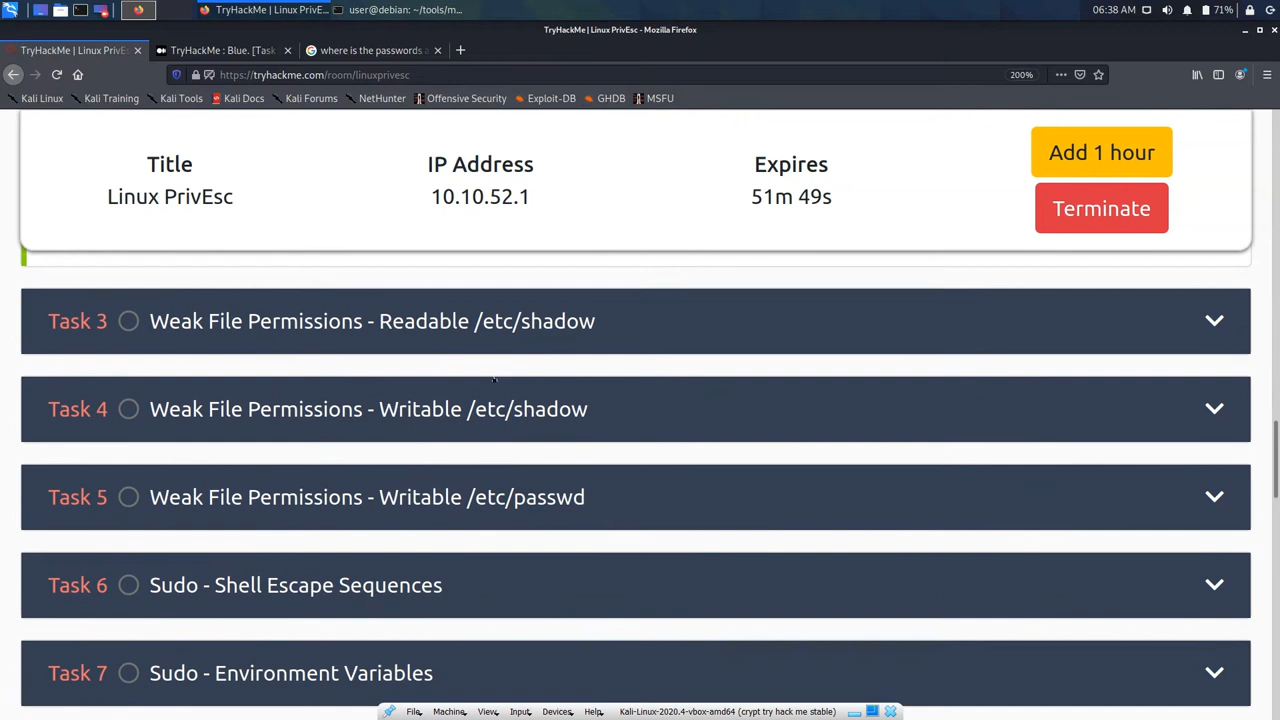 TryHackMe | Linux PrivE...
user@debian: ~/tools/m...
06:38 AM
71%
TryHackMe | Linux PrivEsc - Mozilla Firefox
TryHackMe | Linux PrivEs
TryHackMe : Blue. [Task
where is the passwords a
https://tryhackme.com/room/linuxprivesc
200%
Kali Linux
Kali Training
Kali Tools
Kali Docs
Kali Forums
NetHunter
Offensive Security
Exploit-DB
GHDB
MSFU
Title
IP Address
Expires
Add 1 hour
Linux PrivEsc
10.10.52.1
51m 49s
Terminate
Task 3 Weak File Permissions - Readable /etc/shadow
Task 4 Weak File Permissions - Writable /etc/shadow
Task 5 Weak File Permissions - Writable /etc/passwd
Task 6 Sudo - Shell Escape Sequences
Task 7 Sudo - Environment Variables
File Machine View Input Devices Help Kali-Linux-2020.4-vbox-amd64 (crypt try hack me stable)